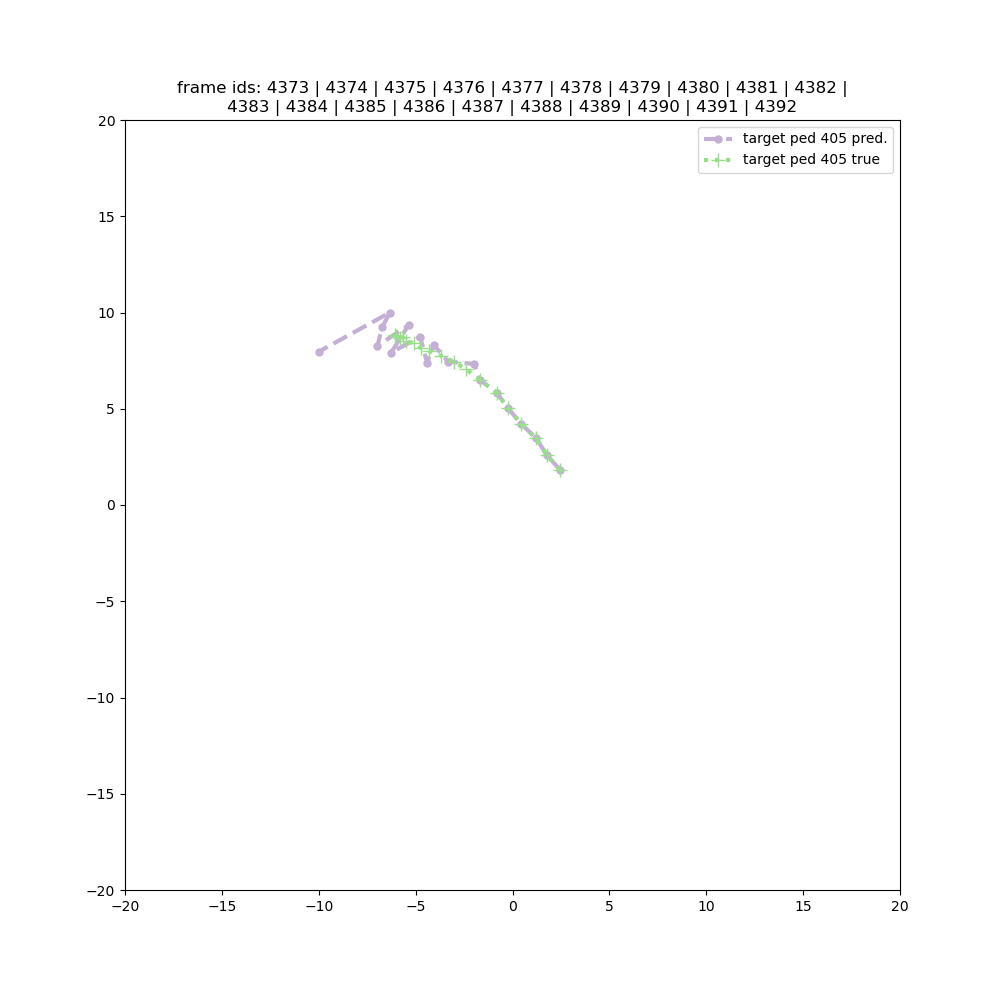 frame ids: 4373 | 4374 | 4375 | 4376 | 4377 | 4378 | 4379 | 4380 | 4381 | 4382 |
4383 | 4384 | 4385 | 4386 | 4387 | 4388 | 4389 | 4390 | 4391 | 4392
target ped 405 pred.
target ped 405 true
20
15
10
5
0
−5
−10
−15
−20
−20 −15 −10 −5 0 5 10 15 20